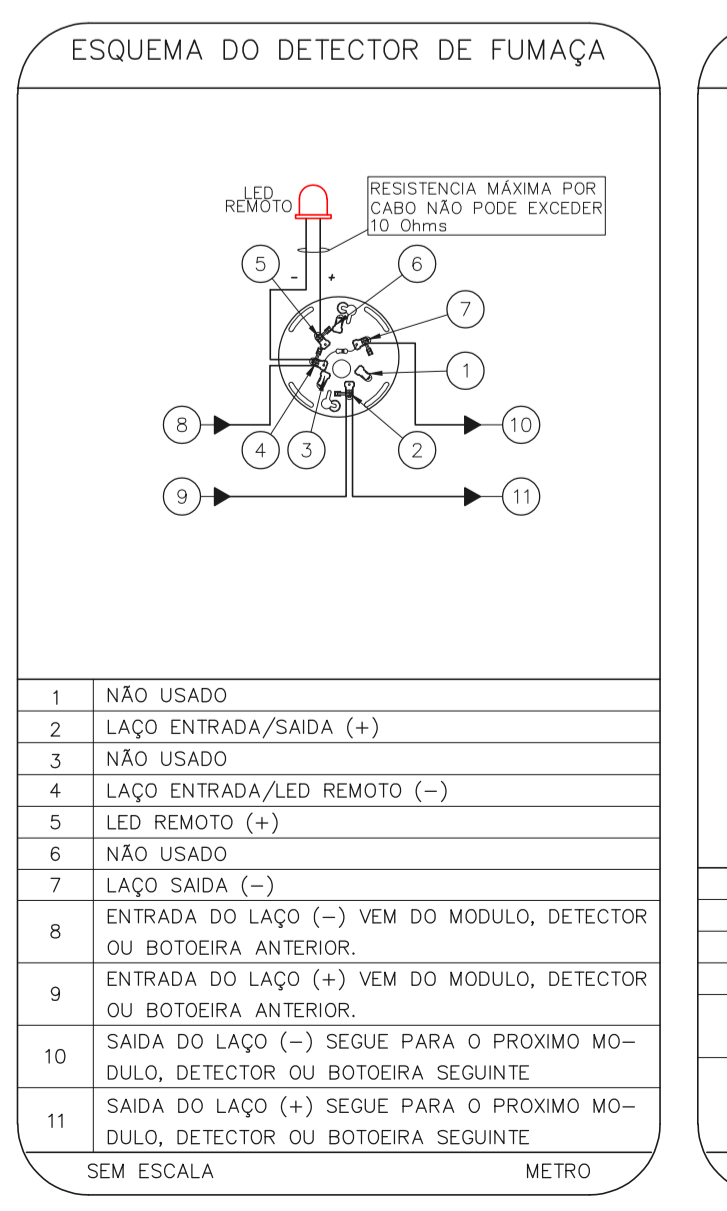 ESQUEMA DO DETECTOR DE FUMAÇA
LED
REMOTO
RESISTENCIA MÁXIMA POR
CABO NÃO PODE EXCEDER
10 Ohms
5
6
- +
7
1
8
10
4
3
2
9
11
1 NÃO USADO
2 LAÇO ENTRADA/SAIDA (+)
3 NÃO USADO
4 LAÇO ENTRADA/LED REMOTO (-)
5 LED REMOTO (+)
6 NÃO USADO
7 LAÇO SAIDA (-)
8 ENTRADA DO LAÇO (-) VEM DO MODULO, DETECTOR
OU BOTOEIRA ANTERIOR.
9 ENTRADA DO LAÇO (+) VEM DO MODULO, DETECTOR
OU BOTOEIRA ANTERIOR.
10 SAIDA DO LAÇO (-) SEGUE PARA O PROXIMO MO-
DULO, DETECTOR OU BOTOEIRA SEGUINTE
11 SAIDA DO LAÇO (+) SEGUE PARA O PROXIMO MO-
DULO, DETECTOR OU BOTOEIRA SEGUINTE
SEM ESCALA METRO